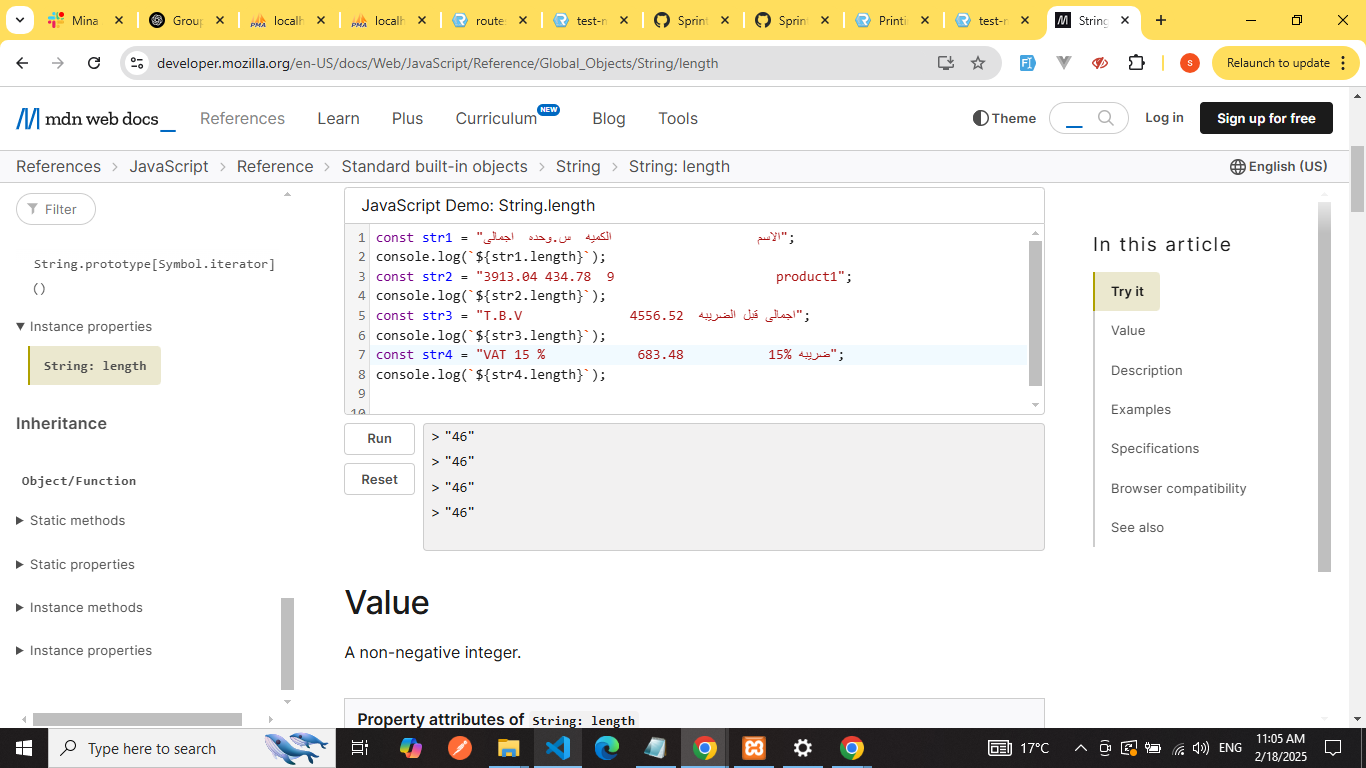 Mina
Group
localh
localh
routes
test-n
Sprint
Sprint
Printi
test-n
String
developer.mozilla.org/en-US/docs/Web/JavaScript/Reference/Global_Objects/String/length
Relaunch to update
mdn web docs
References
Learn
Plus
Curriculum NEW
Blog
Tools
Theme
Log in
Sign up for free
References > JavaScript > Reference > Standard built-in objects > String > String: length
English (US)
Filter
String.prototype[Symbol.iterator]
()
Instance properties
String: length
Inheritance
Object/Function
Static methods
Static properties
Instance methods
Instance properties
JavaScript Demo: String.length
1 const str1 = "الاسم                    الكميه  س.وحده  اجمالى";
2 console.log(`${str1.length}`);
3 const str2 = "3913.04 434.78  9                     product1";
4 console.log(`${str2.length}`);
5 const str3 = "T.B.V              4556.52  اجمالى قبل الضريبه";
6 console.log(`${str3.length}`);
7 const str4 = "VAT 15 %            683.48           15% ضريبه";
8 console.log(`${str4.length}`);
9
10
Run
Reset
> "46"
> "46"
> "46"
> "46"
Value
A non-negative integer.
Property attributes of String: length
In this article
Try it
Value
Description
Examples
Specifications
Browser compatibility
See also
Type here to search
17°C
ENG
11:05 AM
2/18/2025